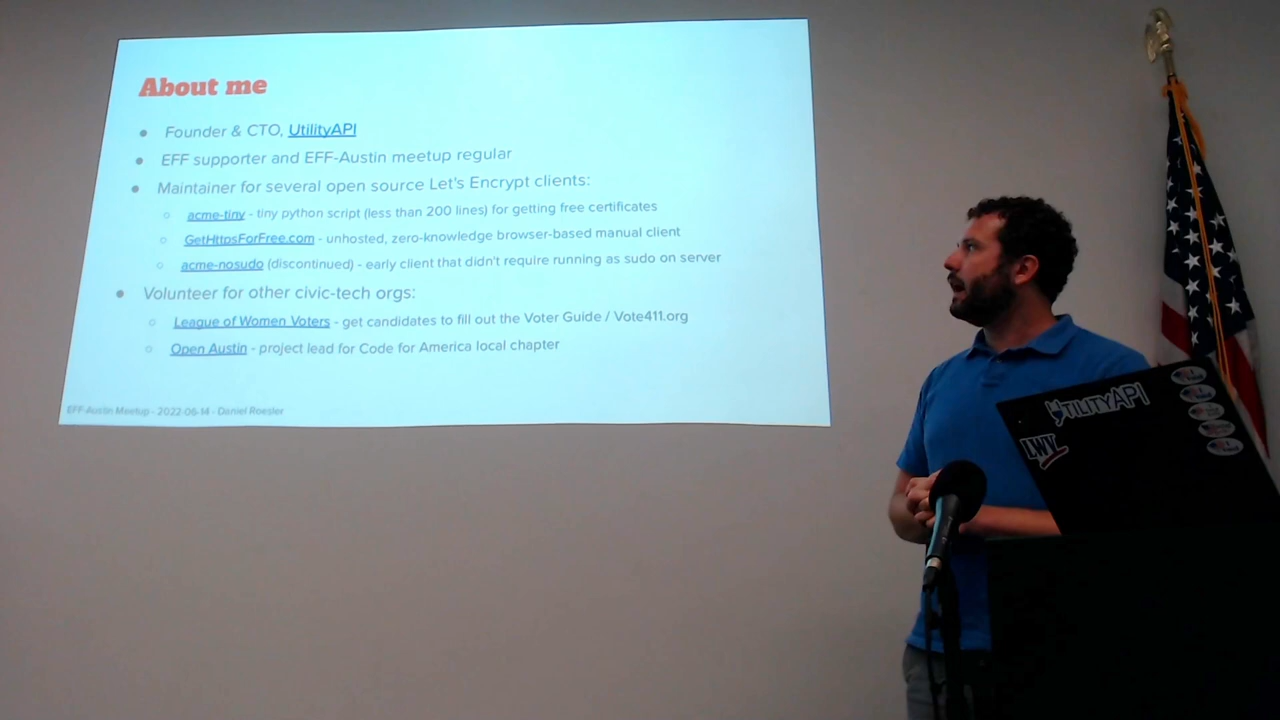 About me
● Founder & CTO, UtilityAPI
● EFF supporter and EFF-Austin meetup regular
● Maintainer for several open source Let's Encrypt clients:
○ acme-tiny - tiny python script (less than 200 lines) for getting free certificates
○ GetHttpsForFree.com - unhosted, zero-knowledge browser-based manual client
○ acme-nosudo (discontinued) - early client that didn't require running as sudo on server
● Volunteer for other civic-tech orgs:
○ League of Women Voters - get candidates to fill out the Voter Guide / Vote411.org
○ Open Austin - project lead for Code for America local chapter
EFF-Austin Meetup - 2022-06-14 - Daniel Roesler
UTILITYAPI
LWV